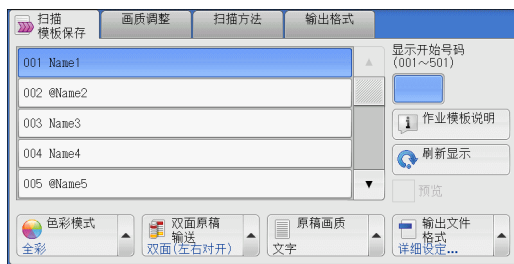 扫描
模板保存
画质调整
扫描方法
输出格式
001 Name1
002 @Name2
003 Name3
004 Name4
005 @Name5
显示开始号码
(001～501)
作业模板说明
刷新显示
预览
色彩模式
全彩
双面原稿
输送
双面(左右对开)
原稿画质
文字
输出文件
格式
详细设定...